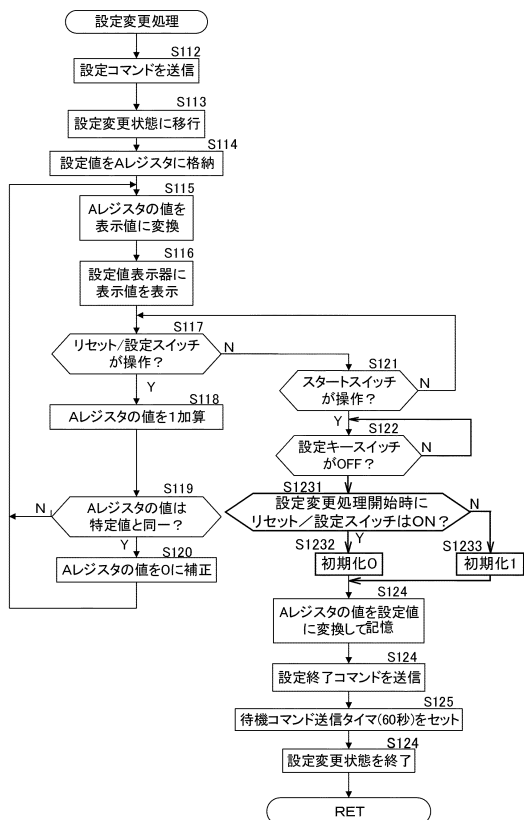 設定変更処理
S112
設定コマンドを送信
S113
設定変更状態に移行
S114
設定値をAレジスタに格納
S115
Aレジスタの値を
表示値に変換
S116
設定値表示器に
表示値を表示
S117
リセット/設定スイッチ
が操作?
N
Y
S118
Aレジスタの値を1加算
S119
Aレジスタの値は
特定値と同一?
N
Y
S120
Aレジスタの値を0に補正
S121
スタートスイッチ
が操作?
N
Y
S122
設定キースイッチ
がOFF?
N
S1231
設定変更処理開始時に
リセット/設定スイッチはON?
N
Y
S1232
初期化0
S1233
初期化1
S124
Aレジスタの値を設定値
に変換して記憶
S124
設定終了コマンドを送信
S125
待機コマンド送信タイマ(60秒)をセット
S124
設定変更状態を終了
RET